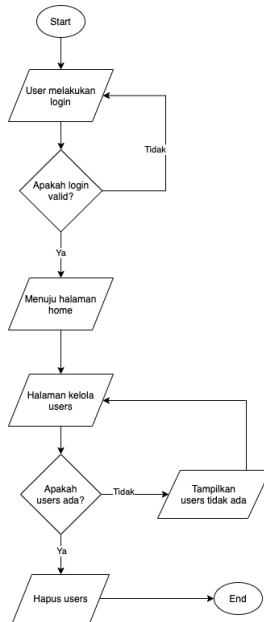 Start
User melakukan
login
Tidak
Apakah login
valid?
Ya
Menuju halaman
home
Halaman kelola
users
Apakah
users ada?
Tidak
Tampilkan
users tidak ada
Ya
Hapus users
End